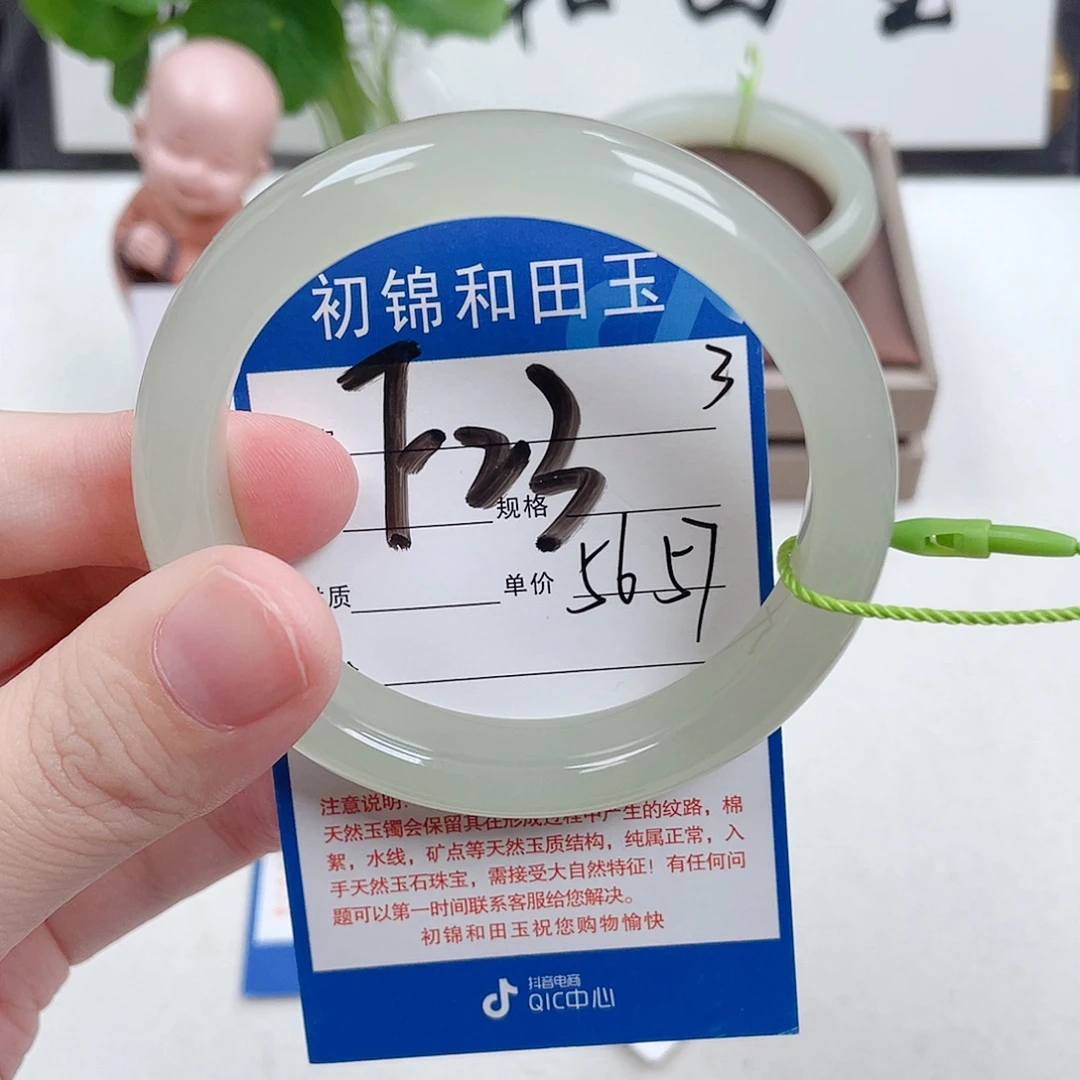 和田玉
初锦和田玉
3
F23
规格
质
单价 5657
注意说明:
天然玉镯会保留其在形成过程中产生的纹路，棉
絮，水线，矿点等天然玉质结构，纯属正常，入
手天然玉石珠宝，需接受大自然特征！有任何问
题可以第一时间联系客服给您解决。
初锦和田玉祝您购物愉快
抖音电商
QIC中心